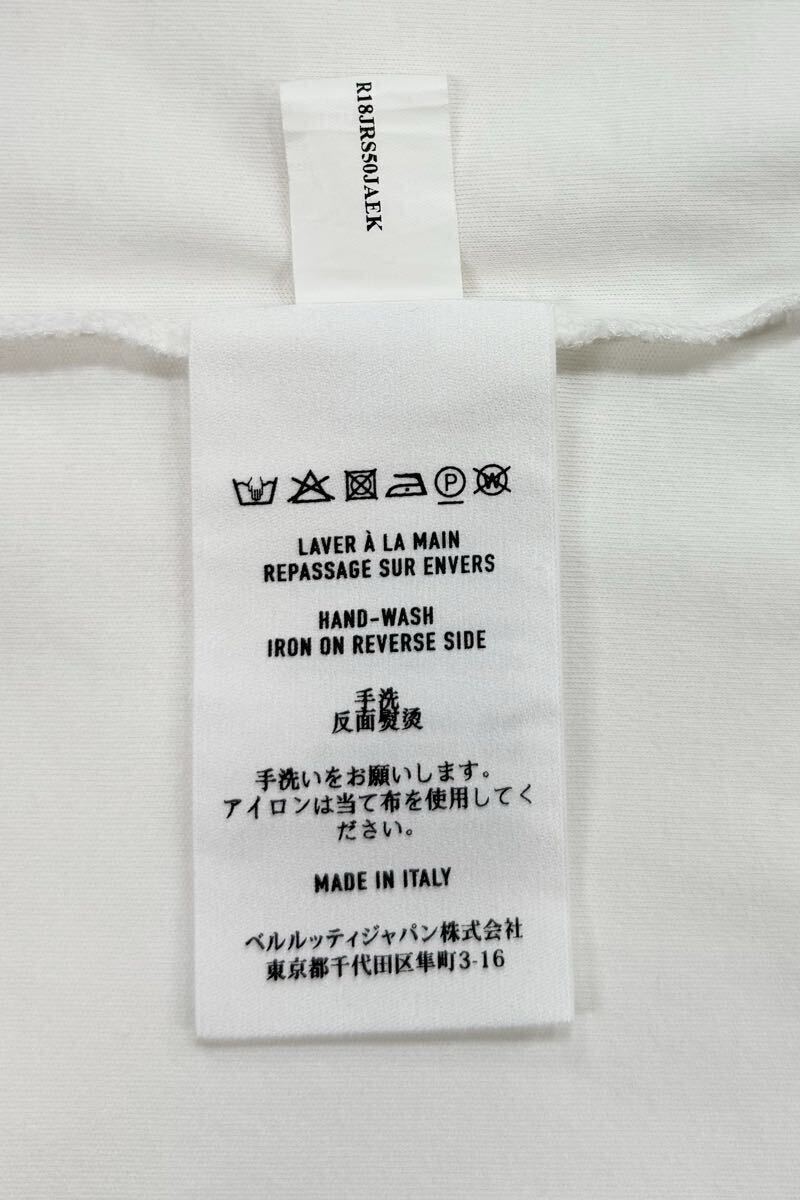 R18JRS50JAEK
P W
LAVER À LA MAIN
REPASSAGE SUR ENVERS
HAND-WASH
IRON ON REVERSE SIDE
手洗
反面熨烫
手洗いをお願いします。
アイロンは当て布を使用してく
ださい。
MADE IN ITALY
ベルルッティジャパン株式会社
東京都千代田区隼町3-16